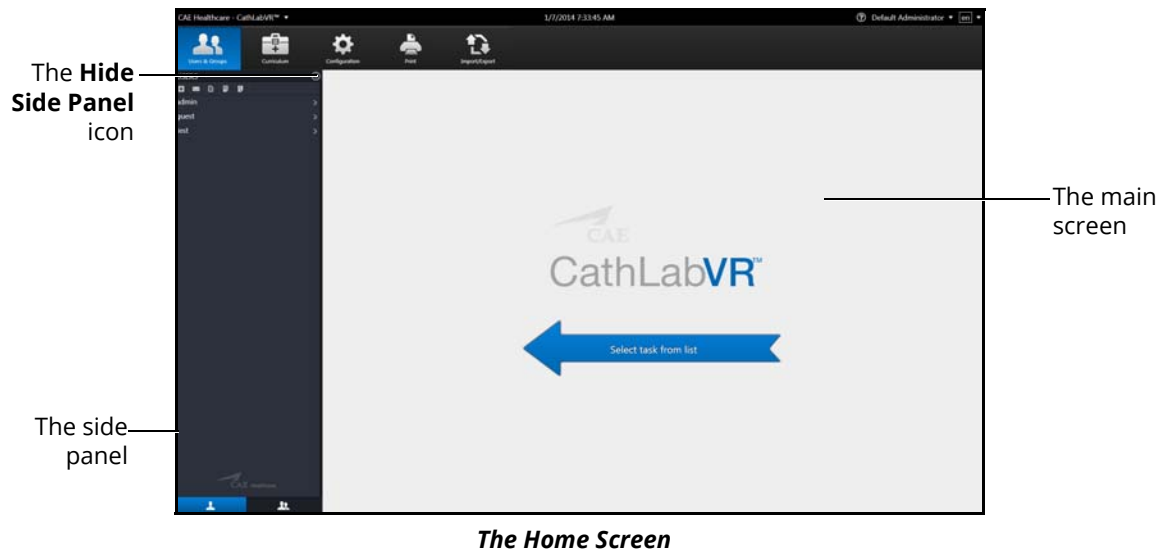 CAE Healthcare - CathLabVR™
1/7/2014 7:33:45 AM
Default Administrator
en
Users & Groups
Curriculum
Configuration
Print
Import/Export
The Hide
Side Panel
icon
admin
guest
The main
screen
CAE
CathLabVR™
Select task from list
The side
panel
CAE Healthcare
The Home Screen